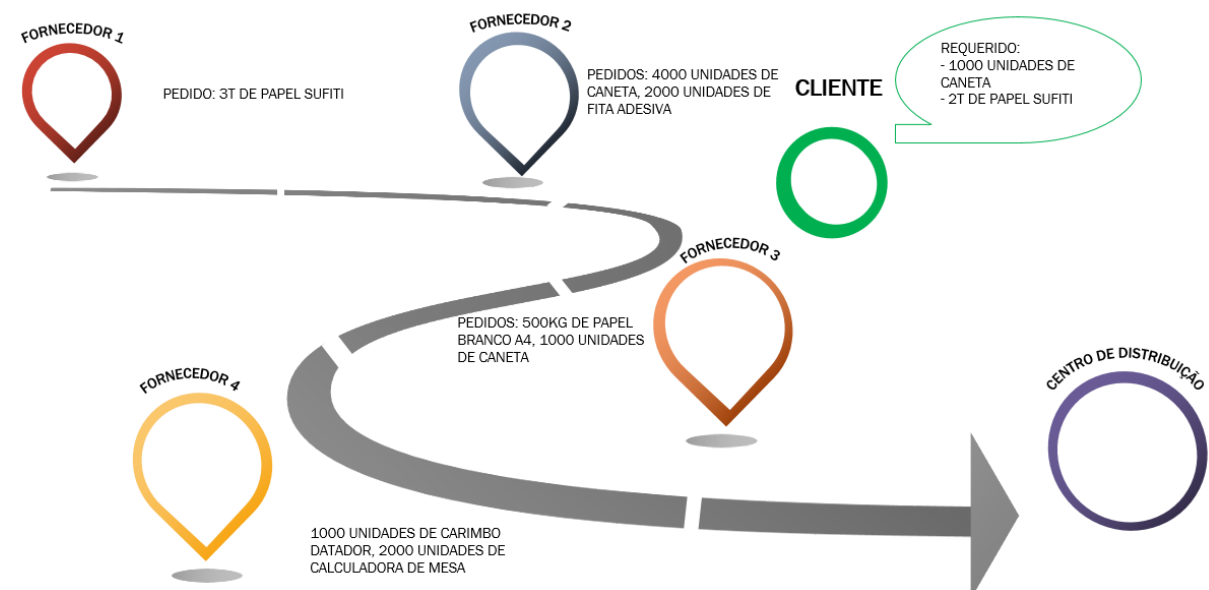 FORNECEDOR 1
PEDIDO: 3T DE PAPEL SUFITI
FORNECEDOR 2
PEDIDOS: 4000 UNIDADES DE
CANETA, 2000 UNIDADES DE
FITA ADESIVA
CLIENTE
REQUERIDO:
- 1000 UNIDADES DE
CANETA
- 2T DE PAPEL SUFITI
FORNECEDOR 3
PEDIDOS: 500KG DE PAPEL
BRANCO A4, 1000 UNIDADES
DE CANETA
FORNECEDOR 4
1000 UNIDADES DE CARIMBO
DATADOR, 2000 UNIDADES DE
CALCULADORA DE MESA
CENTRO DE DISTRIBUIÇÃO